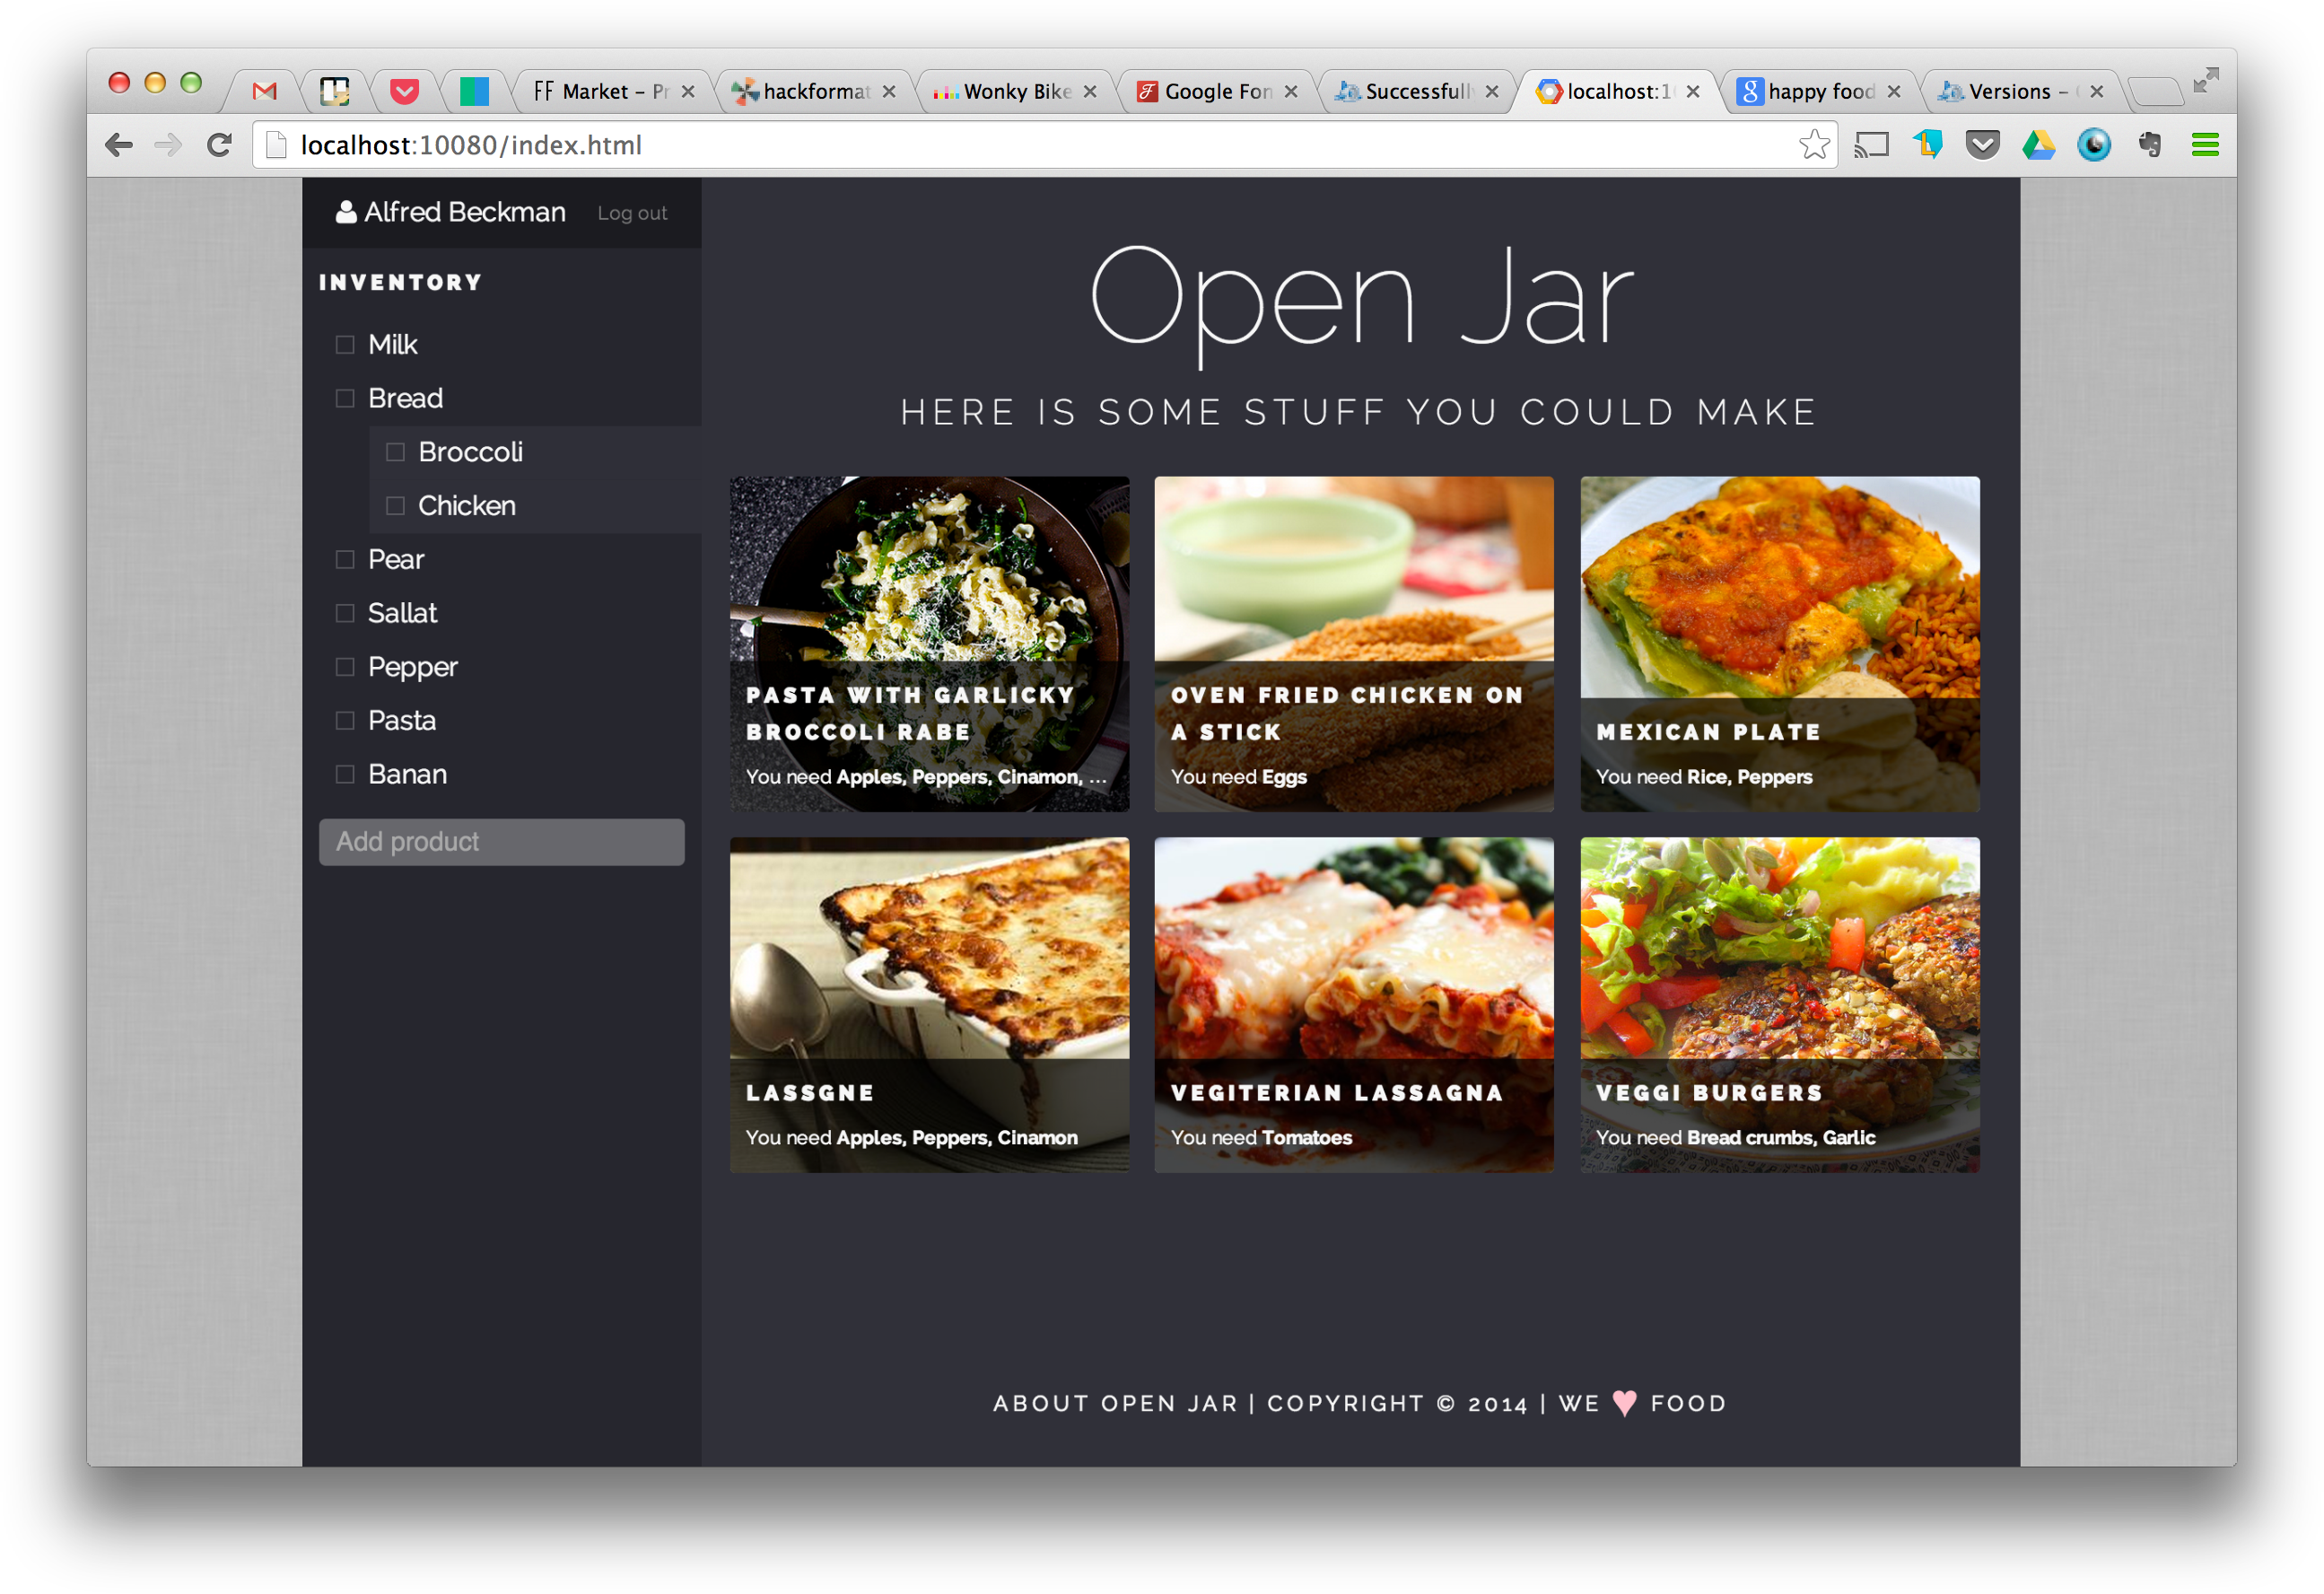 FF Market – Pr
hackformat
Wonky Bike
Google Fon
Successfull
localhost:1
happy food
Versions –
localhost:10080/index.html
Alfred Beckman Log out
INVENTORY
Milk
Bread
Broccoli
Chicken
Pear
Sallat
Pepper
Pasta
Banan
Add product
Open Jar
HERE IS SOME STUFF YOU COULD MAKE
PASTA WITH GARLICKY
BROCCOLI RABE
You need Apples, Peppers, Cinamon, ...
OVEN FRIED CHICKEN ON
A STICK
You need Eggs
MEXICAN PLATE
You need Rice, Peppers
LASSGNE
You need Apples, Peppers, Cinamon
VEGITERIAN LASSAGNA
You need Tomatoes
VEGGI BURGERS
You need Bread crumbs, Garlic
ABOUT OPEN JAR | COPYRIGHT © 2014 | WE ♥ FOOD